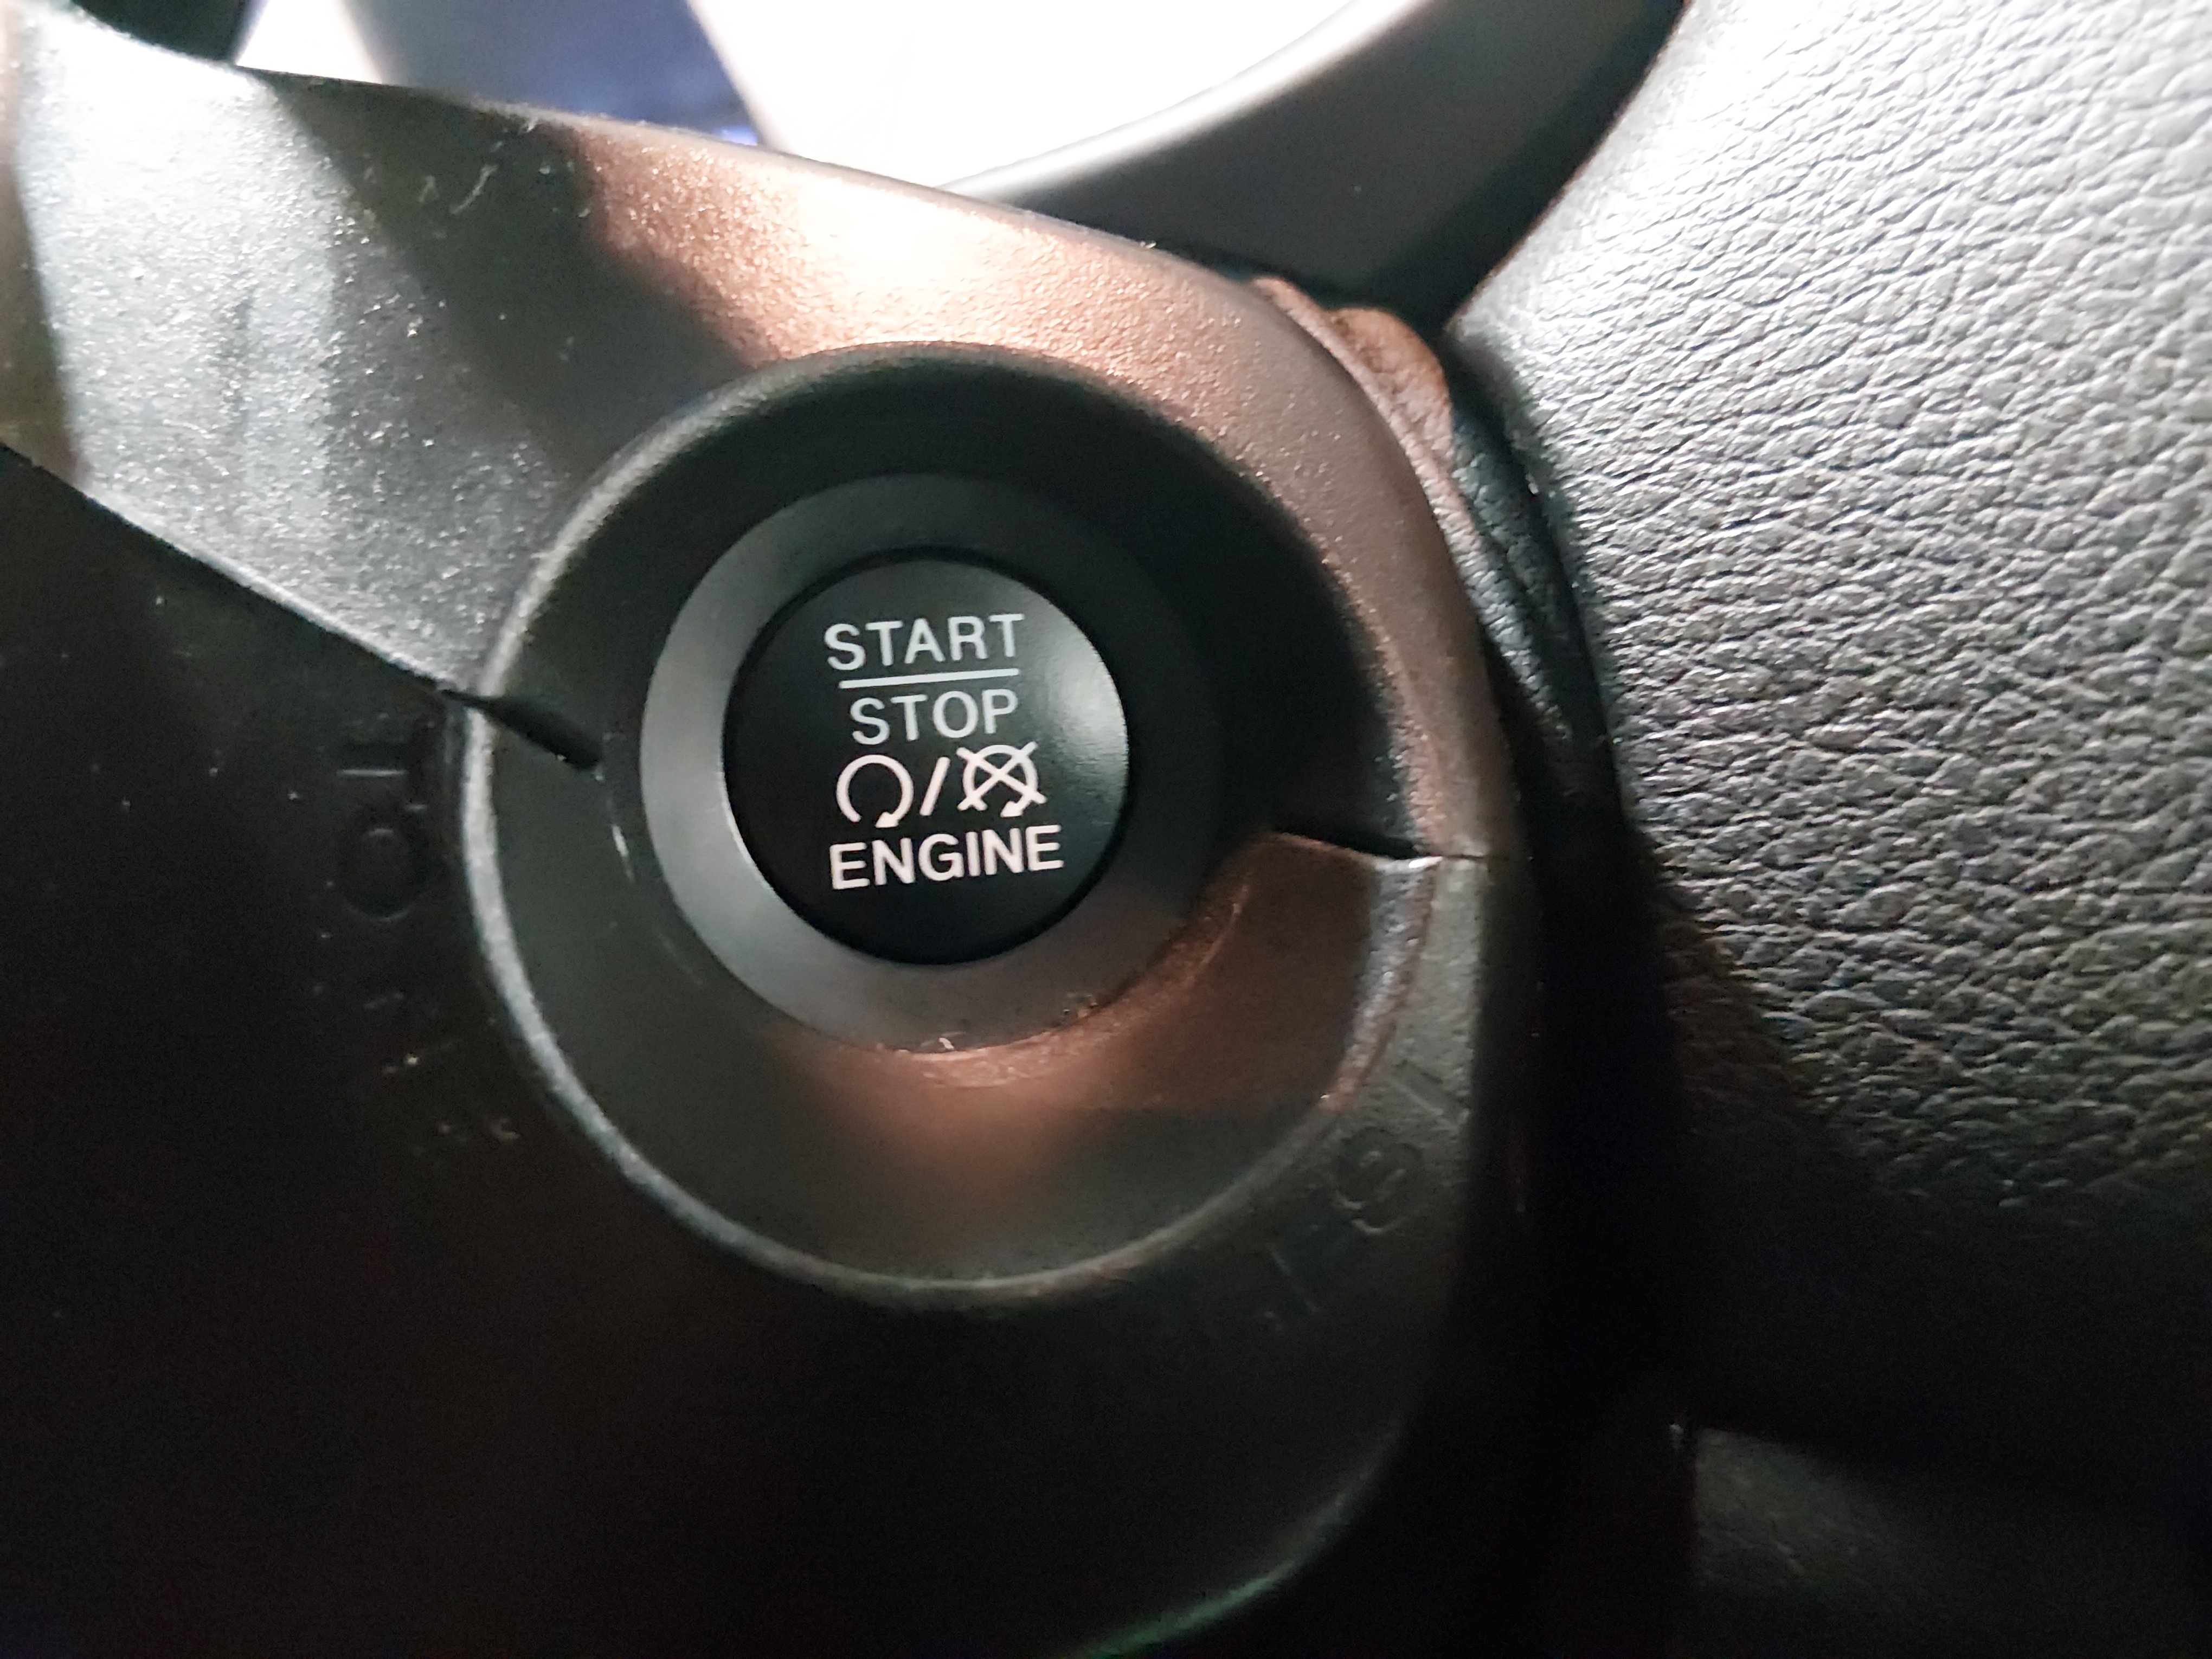 START
STOP
/
ENGINE